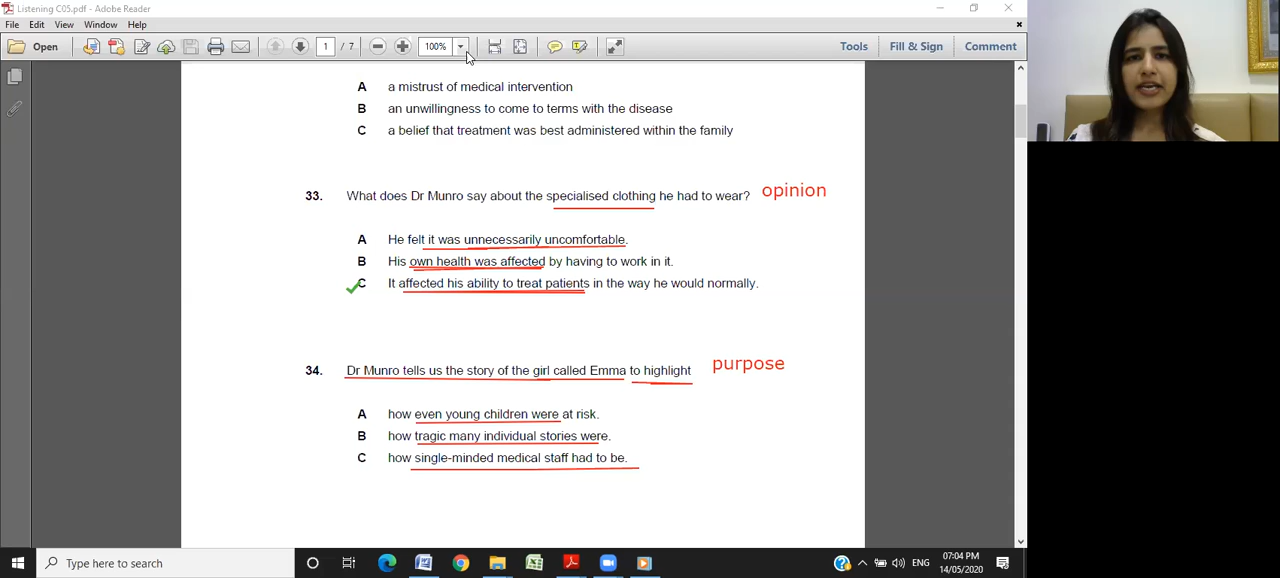 Listening C05.pdf - Adobe Reader
File Edit View Window Help
Open 1 / 7 100% Tools Fill & Sign Comment
A a mistrust of medical intervention
B an unwillingness to come to terms with the disease
C a belief that treatment was best administered within the family
33. What does Dr Munro say about the specialised clothing he had to wear? opinion
A He felt it was unnecessarily uncomfortable.
B His own health was affected by having to work in it.
C It affected his ability to treat patients in the way he would normally.
34. Dr Munro tells us the story of the girl called Emma to highlight purpose
A how even young children were at risk.
B how tragic many individual stories were.
C how single-minded medical staff had to be.
Type here to search
ENG
07:04 PM
14/05/2020